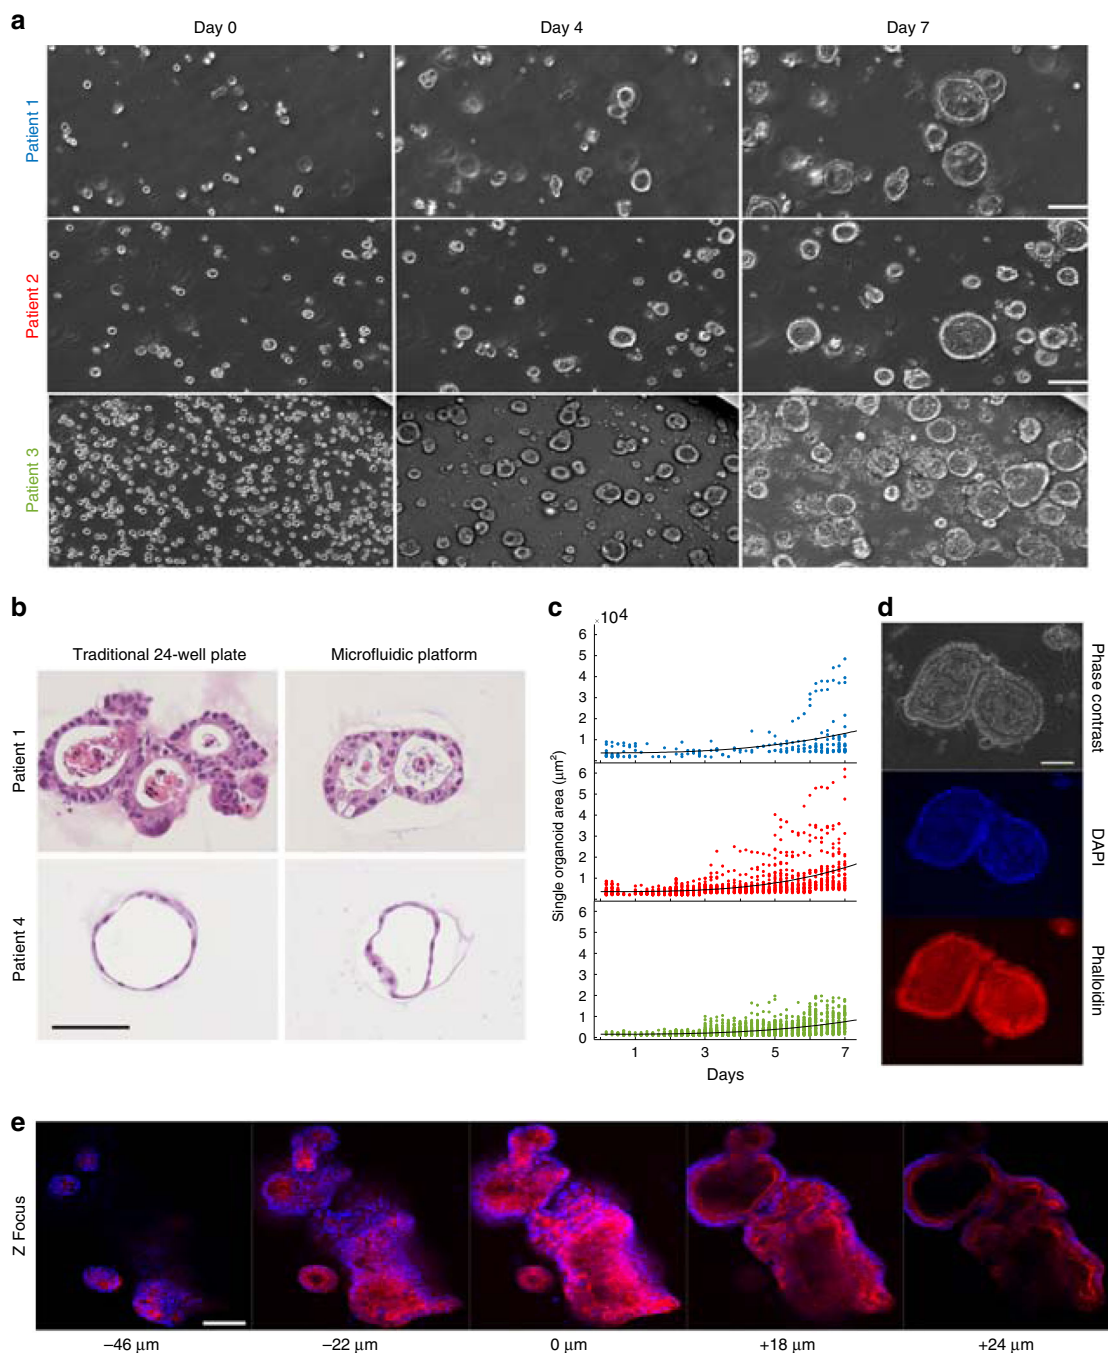 a
Day 0
Day 4
Day 7
Patient 1
Patient 2
Patient 3
b
Traditional 24-well plate
Microfluidic platform
Patient 1
Patient 4
c
×10⁴
Single organoid area (µm²)
6
5
4
3
2
1
0
6
5
4
3
2
1
0
6
5
4
3
2
1
0
1
3
5
7
Days
d
Phase contrast
DAPI
Phalloidin
e
Z Focus
–46 µm
–22 µm
0 µm
+18 µm
+24 µm